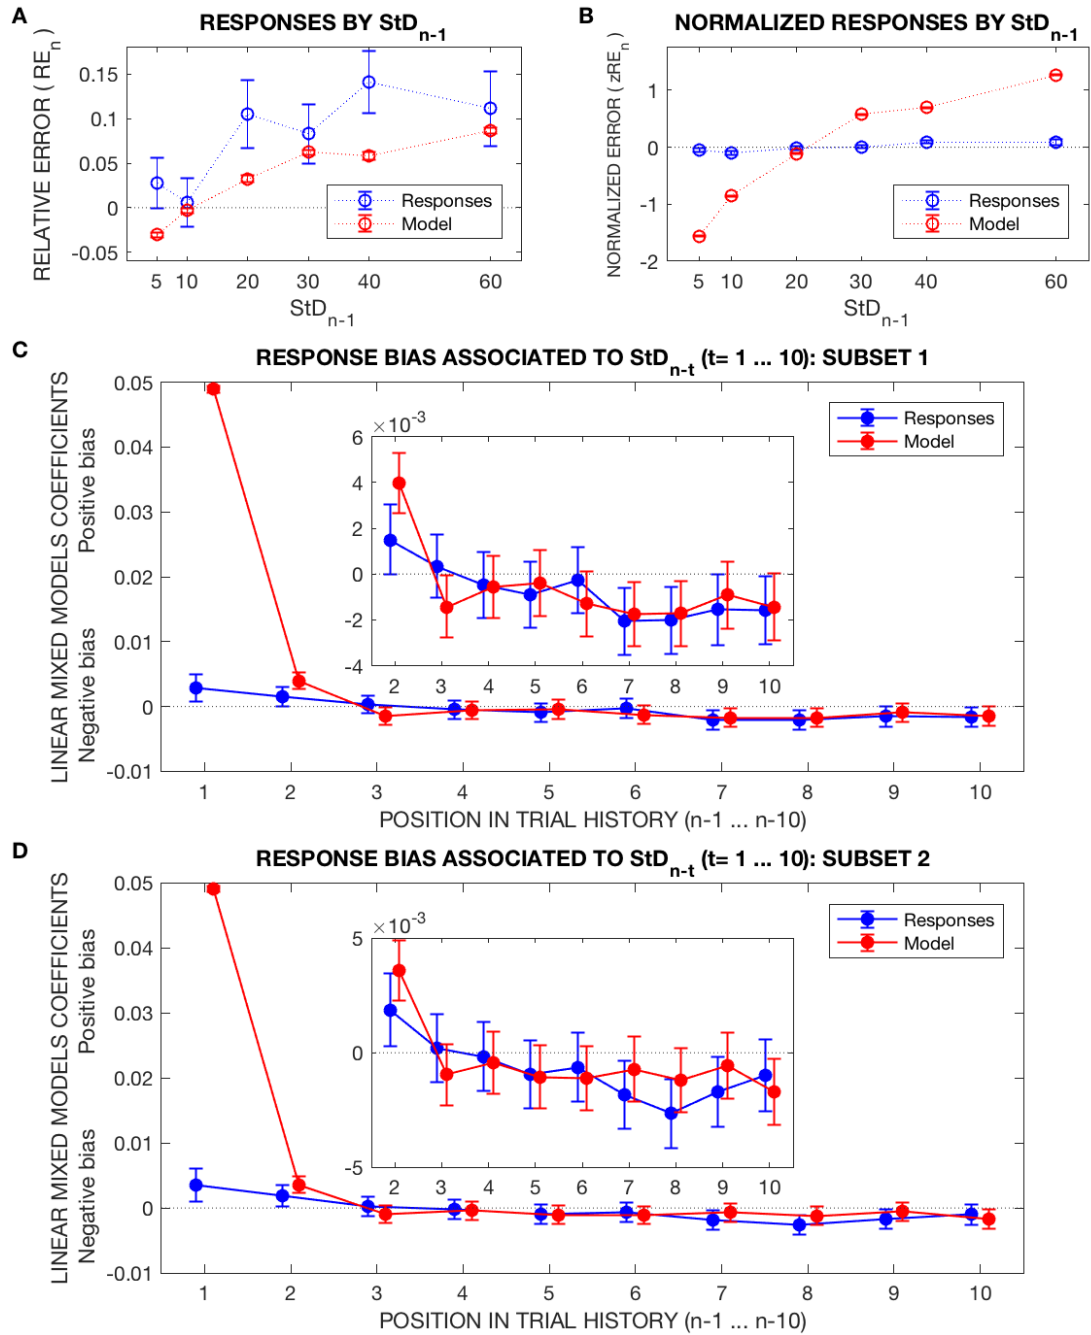 A
RESPONSES BY StD n-1
RELATIVE ERROR ( RE n )
0.15
0.1
0.05
0
-0.05
Responses
Model
5 10 20 30 40 60
StD n-1
B
NORMALIZED RESPONSES BY StD n-1
NORMALIZED ERROR ( zRE n )
1
0
-1
-2
Responses
Model
5 10 20 30 40 60
StD n-1
C
RESPONSE BIAS ASSOCIATED TO StD n-t (t= 1 ... 10): SUBSET 1
LINEAR MIXED MODELS COEFFICIENTS
Negative bias Positive bias
0.05
0.04
0.03
0.02
0.01
0
-0.01
×10 -3
6
4
2
0
-2
-4
2 3 4 5 6 7 8 9 10
Responses
Model
1 2 3 4 5 6 7 8 9 10
POSITION IN TRIAL HISTORY (n-1 ... n-10)
D
RESPONSE BIAS ASSOCIATED TO StD n-t (t= 1 ... 10): SUBSET 2
LINEAR MIXED MODELS COEFFICIENTS
Negative bias Positive bias
0.05
0.04
0.03
0.02
0.01
0
-0.01
×10 -3
5
0
-5
2 3 4 5 6 7 8 9 10
Responses
Model
1 2 3 4 5 6 7 8 9 10
POSITION IN TRIAL HISTORY (n-1 ... n-10)